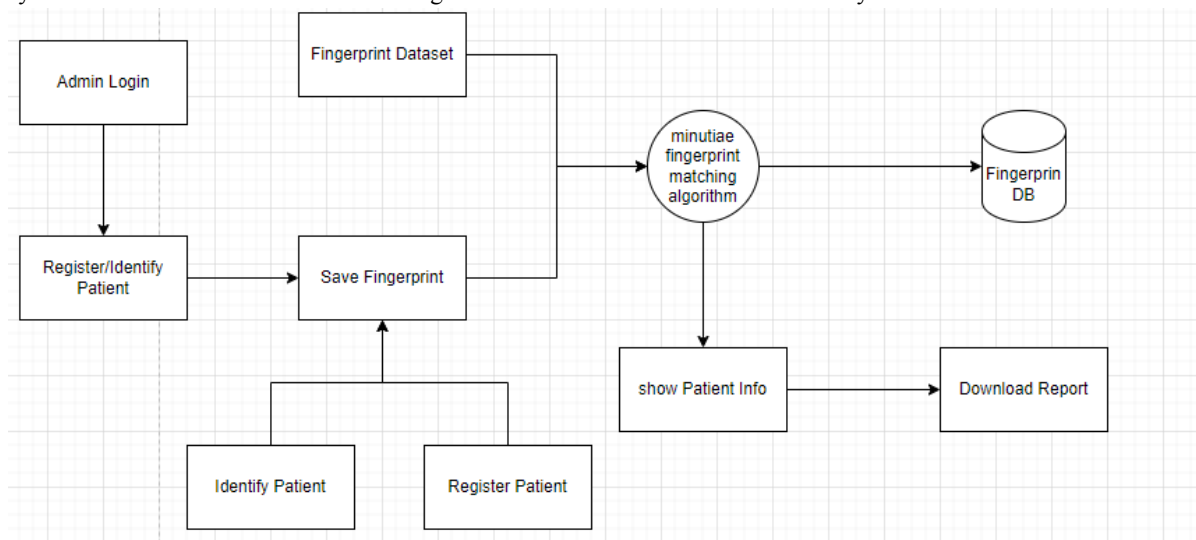 Fingerprint Dataset
Admin Login
minutiae
fingerprint
matching
algorithm
Fingerprin
DB
Register/Identify
Patient
Save Fingerprint
show Patient Info
Download Report
Identify Patient
Register Patient